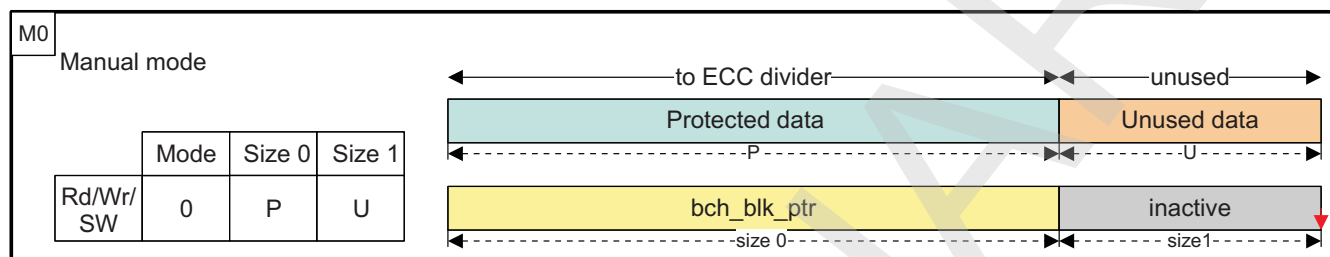 M0
Manual mode
to ECC divider
unused
Protected data
Unused data
P
U
Mode Size 0 Size 1
Rd/Wr/
SW
0 P U
bch_blk_ptr
inactive
size 0
size1